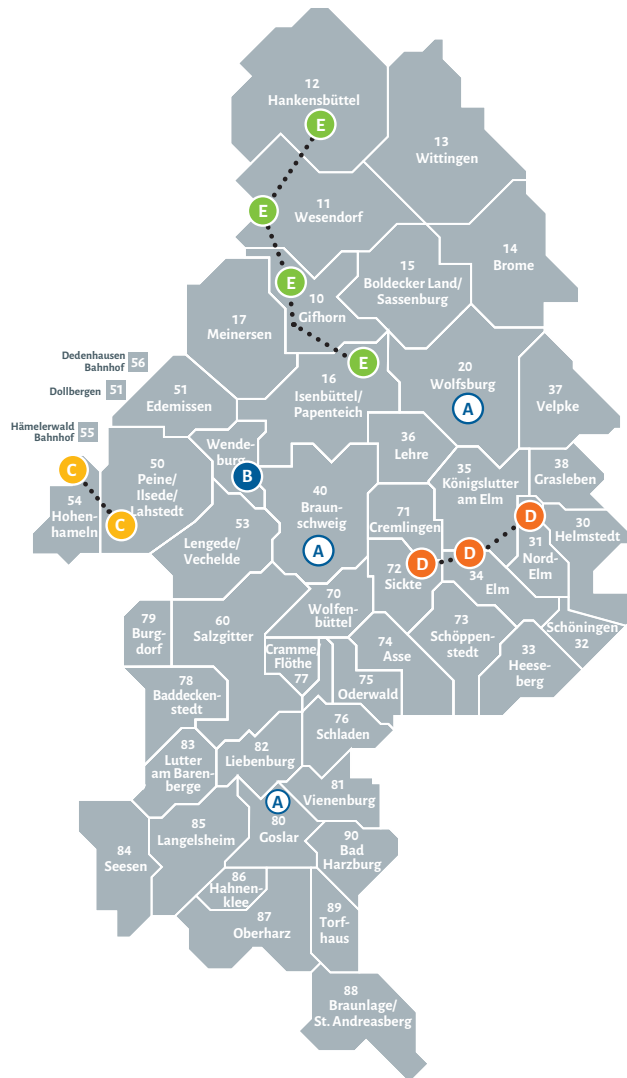 12
Hankensbüttel
E
13
Wittingen
E
11
Wesendorf
14
Brome
15
Boldecker Land/
Sassenburg
E
10
Gifhorn
17
Meinersen
Dedenhausen
Bahnhof
56
E
16
Isenbüttel/
Papenteich
20
Wolfsburg
A
37
Velpke
Dollbergen
51
51
Edemissen
Hämelerwald
Bahnhof
55
Wende-
burg
B
36
Lehre
C
50
Peine/
Ilsede/
Lahstedt
C
54
Hohen-
hameln
40
Braun-
schweig
A
35
Königslutter
am Elm
38
Grasleben
53
Lengede/
Vechelde
71
Cremlingen
D
30
Helmstedt
31
Nord-
Elm
D
D
72
Sickte
34
Elm
70
Wolfen-
büttel
79
Burg-
dorf
60
Salzgitter
73
Schöppen-
stedt
Schöningen
32
74
Asse
33
Heese-
berg
Cramme/
Flöthe
77
75
Oderwald
78
Baddecken-
stedt
76
Schladen
83
Lutter
am Baren-
berge
82
Liebenburg
81
Vienenburg
A
80
Goslar
85
Langelsheim
84
Seesen
90
Bad
Harzburg
86
Hahnen-
klee
87
Oberharz
89
Torf-
haus
88
Braunlage/
St. Andreasberg